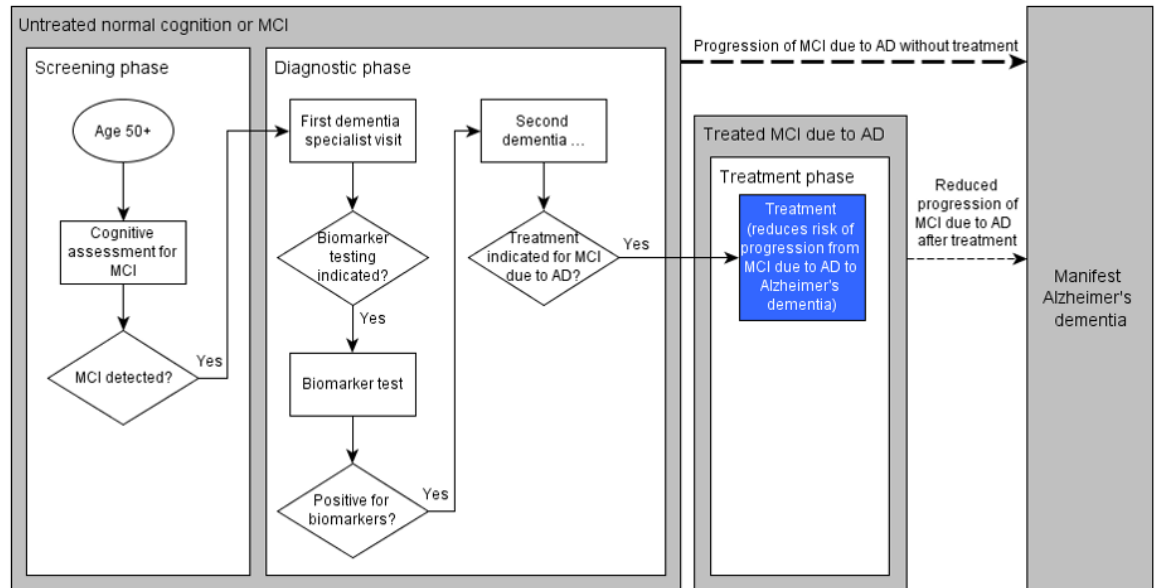 Untreated normal cognition or MCI
Screening phase
Age 50+
Cognitive
assessment for
MCI
MCI detected?
Yes
Diagnostic phase
First dementia
specialist visit
Biomarker
testing
indicated?
Yes
Biomarker test
Positive for
biomarkers?
Yes
Second
dementia ...
Treatment
indicated for MCI
due to AD?
Yes
Progression of MCI due to AD without treatment
Treated MCI due to AD
Treatment phase
Treatment
(reduces risk of
progression from
MCI due to AD to
Alzheimer's
dementia)
Reduced
progression of
MCI due to AD
after treatment
Manifest
Alzheimer's
dementia